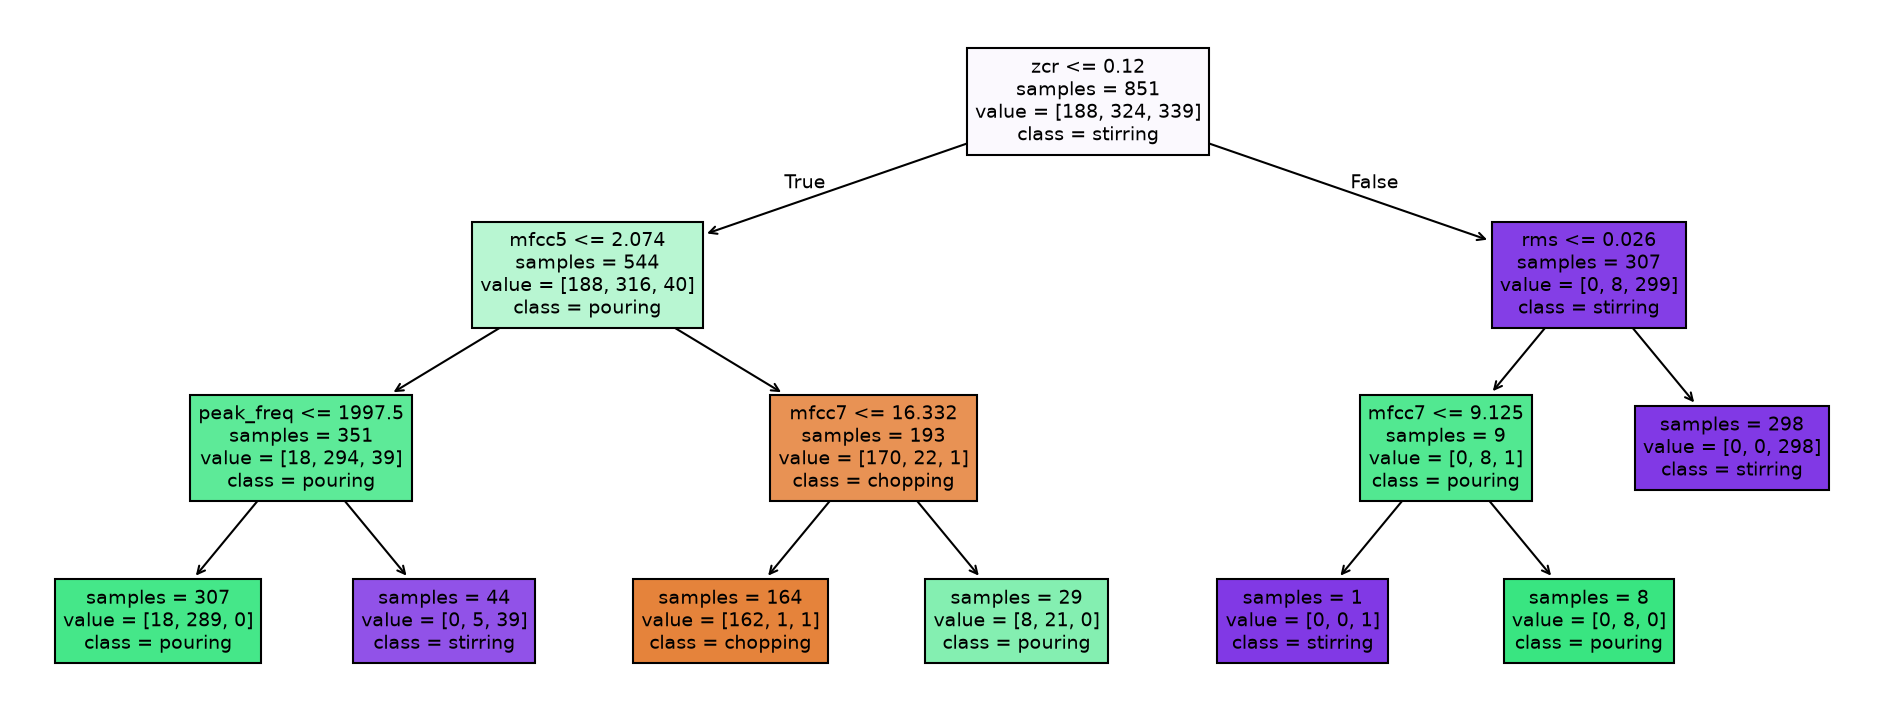 zcr <= 0.12
samples = 851
value = [188, 324, 339]
class = stirring
True
False
mfcc5 <= 2.074
samples = 544
value = [188, 316, 40]
class = pouring
rms <= 0.026
samples = 307
value = [0, 8, 299]
class = stirring
peak_freq <= 1997.5
samples = 351
value = [18, 294, 39]
class = pouring
mfcc7 <= 16.332
samples = 193
value = [170, 22, 1]
class = chopping
mfcc7 <= 9.125
samples = 9
value = [0, 8, 1]
class = pouring
samples = 298
value = [0, 0, 298]
class = stirring
samples = 307
value = [18, 289, 0]
class = pouring
samples = 44
value = [0, 5, 39]
class = stirring
samples = 164
value = [162, 1, 1]
class = chopping
samples = 29
value = [8, 21, 0]
class = pouring
samples = 1
value = [0, 0, 1]
class = stirring
samples = 8
value = [0, 8, 0]
class = pouring